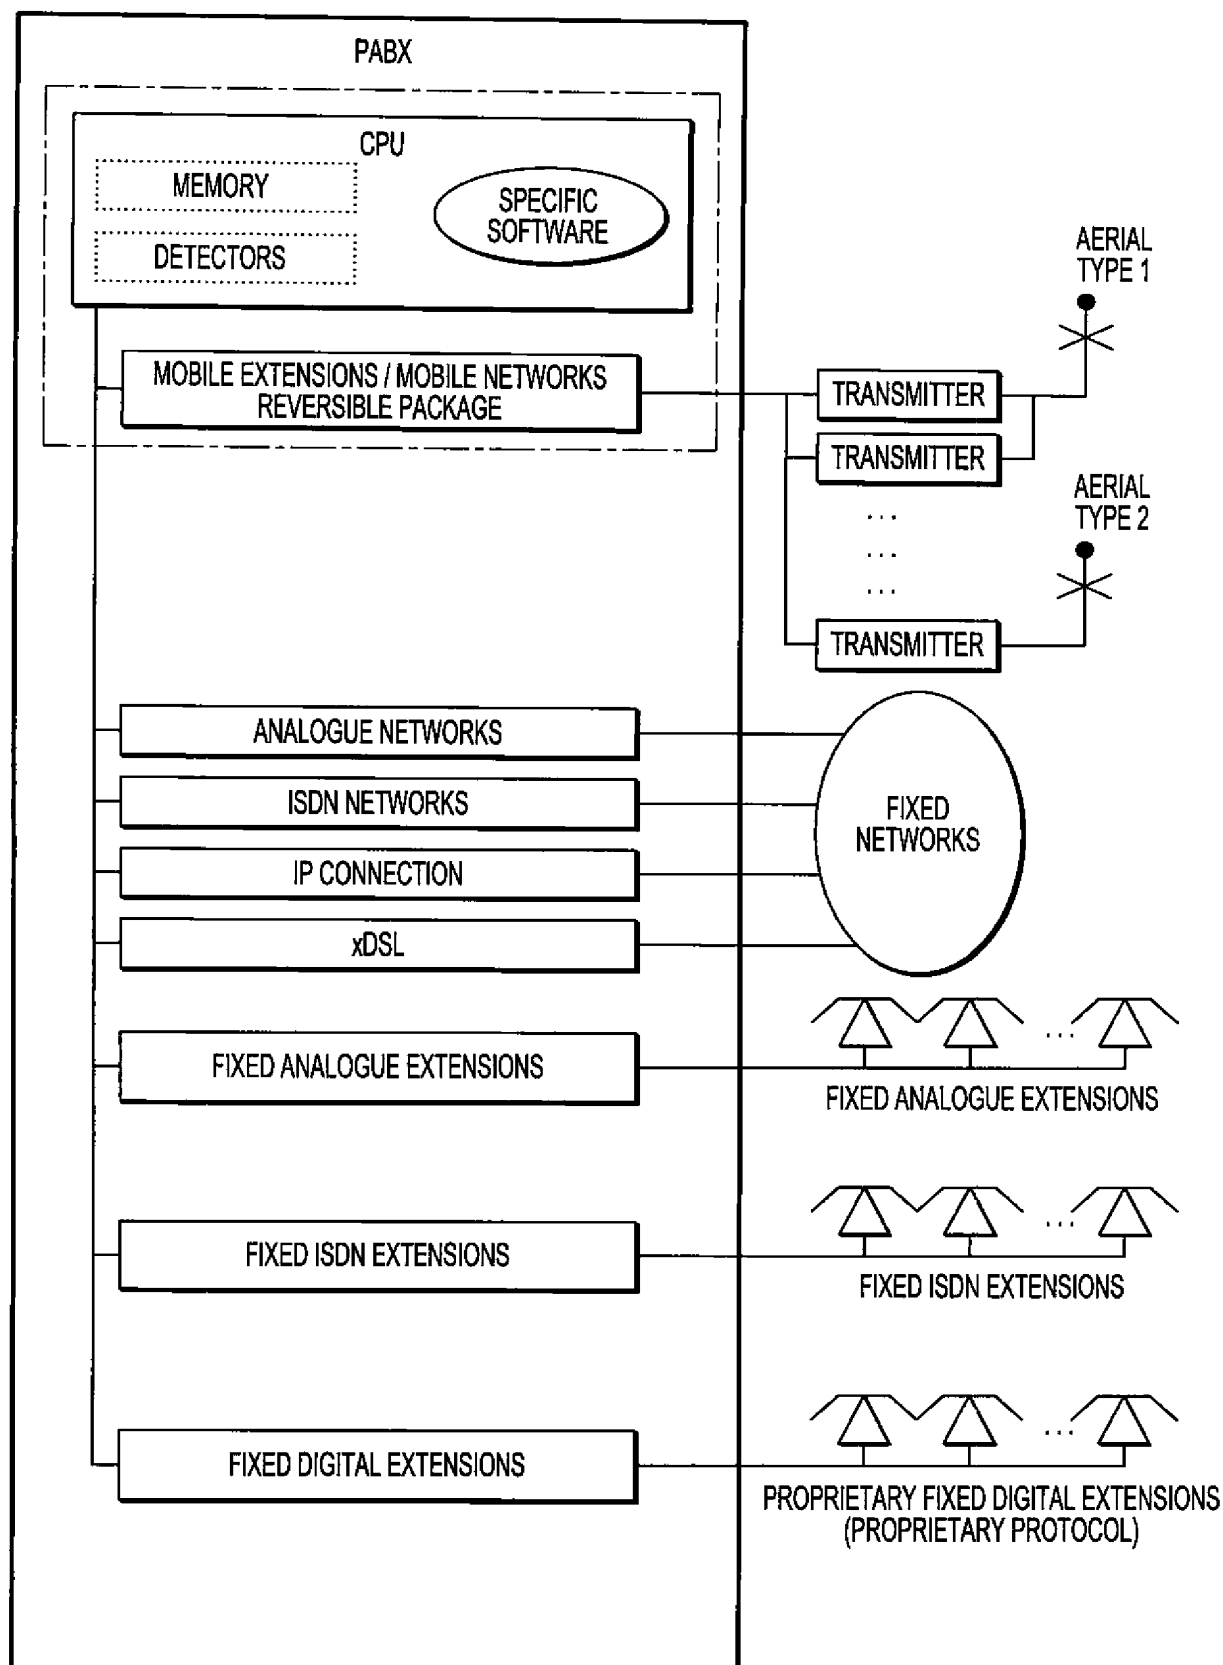 PABX
CPU
MEMORY
SPECIFIC
SOFTWARE
DETECTORS
AERIAL
TYPE 1
MOBILE EXTENSIONS / MOBILE NETWORKS
REVERSIBLE PACKAGE
TRANSMITTER
TRANSMITTER
AERIAL
TYPE 2
...
...
...
TRANSMITTER
ANALOGUE NETWORKS
ISDN NETWORKS
FIXED
NETWORKS
IP CONNECTION
xDSL
...
FIXED ANALOGUE EXTENSIONS
FIXED ANALOGUE EXTENSIONS
...
FIXED ISDN EXTENSIONS
FIXED ISDN EXTENSIONS
...
FIXED DIGITAL EXTENSIONS
PROPRIETARY FIXED DIGITAL EXTENSIONS
(PROPRIETARY PROTOCOL)